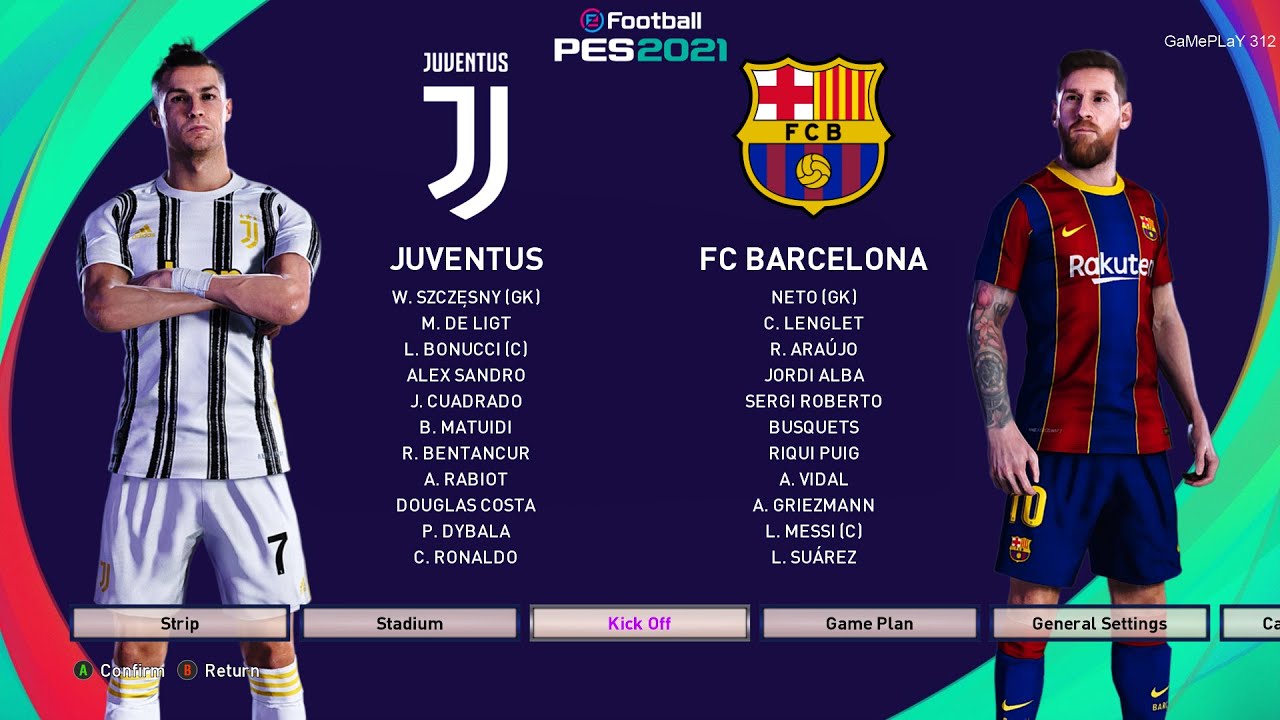 eFootball
PES2021
GaMePLaY 312
JUVENTUS
FCB
JUVENTUS
FC BARCELONA
W. SZCZĘSNY (GK)
NETO (GK)
M. DE LIGT
C. LENGLET
L. BONUCCI (C)
R. ARAÚJO
ALEX SANDRO
JORDI ALBA
J. CUADRADO
SERGI ROBERTO
B. MATUIDI
BUSQUETS
R. BENTANCUR
RIQUI PUIG
A. RABIOT
A. VIDAL
DOUGLAS COSTA
A. GRIEZMANN
P. DYBALA
L. MESSI (C)
C. RONALDO
L. SUÁREZ
adidas
Rakuten
7
10
Strip
Stadium
Kick Off
Game Plan
General Settings
Ca
A Confirm
B Return
BARC